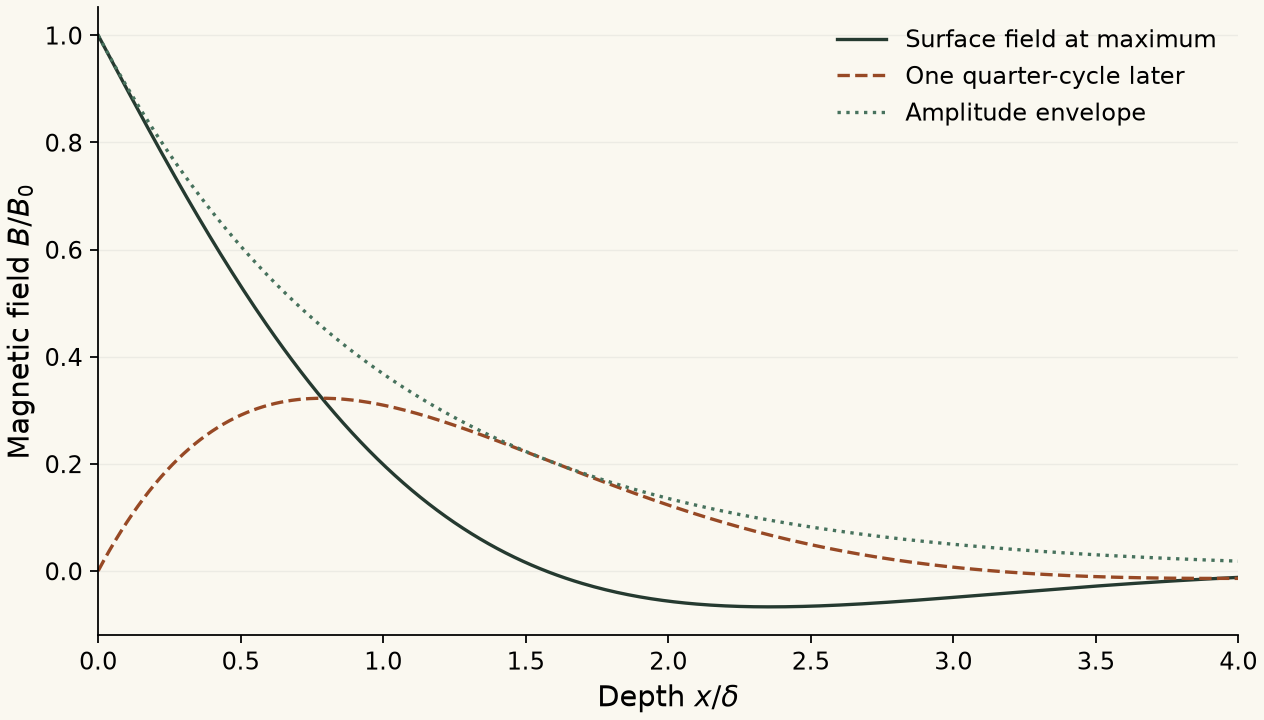 Surface field at maximum
One quarter-cycle later
Amplitude envelope
Magnetic field B/B₀
1.0
0.8
0.6
0.4
0.2
0.0
0.0 0.5 1.0 1.5 2.0 2.5 3.0 3.5 4.0
Depth x/δ